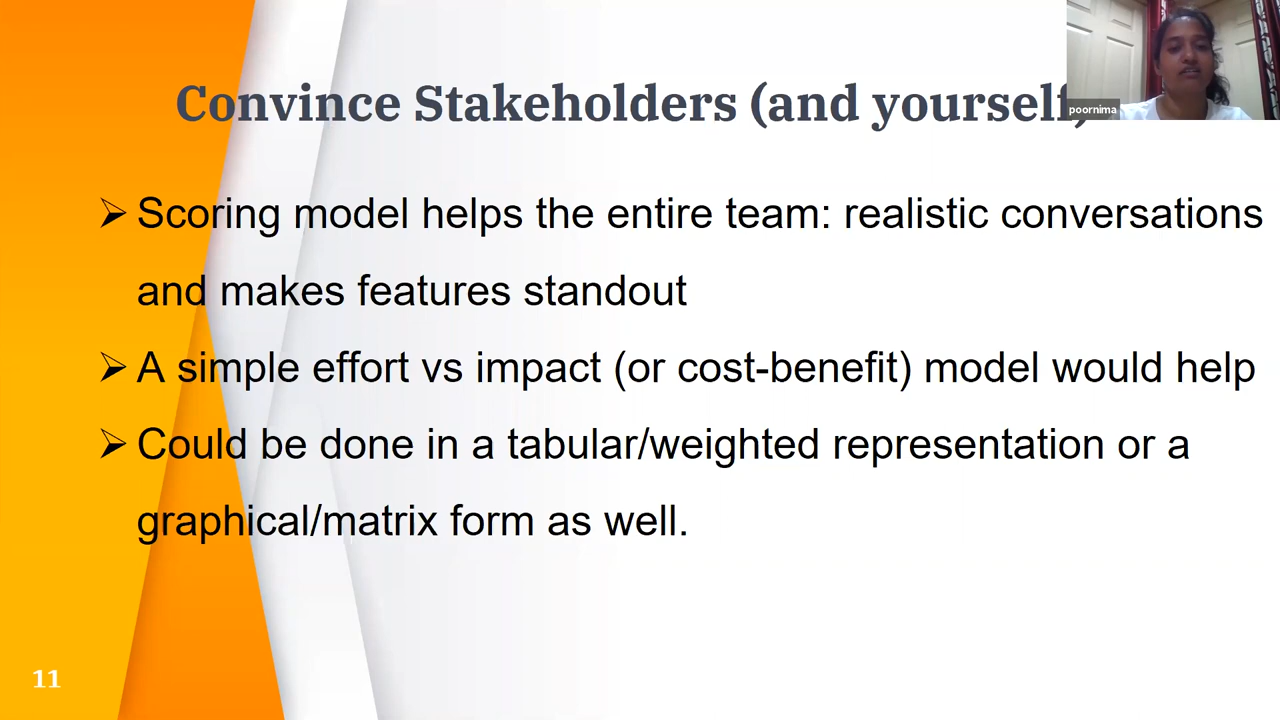 Convince Stakeholders (and yourself)
poornima
➢ Scoring model helps the entire team: realistic conversations
and makes features standout
➢ A simple effort vs impact (or cost-benefit) model would help
➢ Could be done in a tabular/weighted representation or a
graphical/matrix form as well.
11